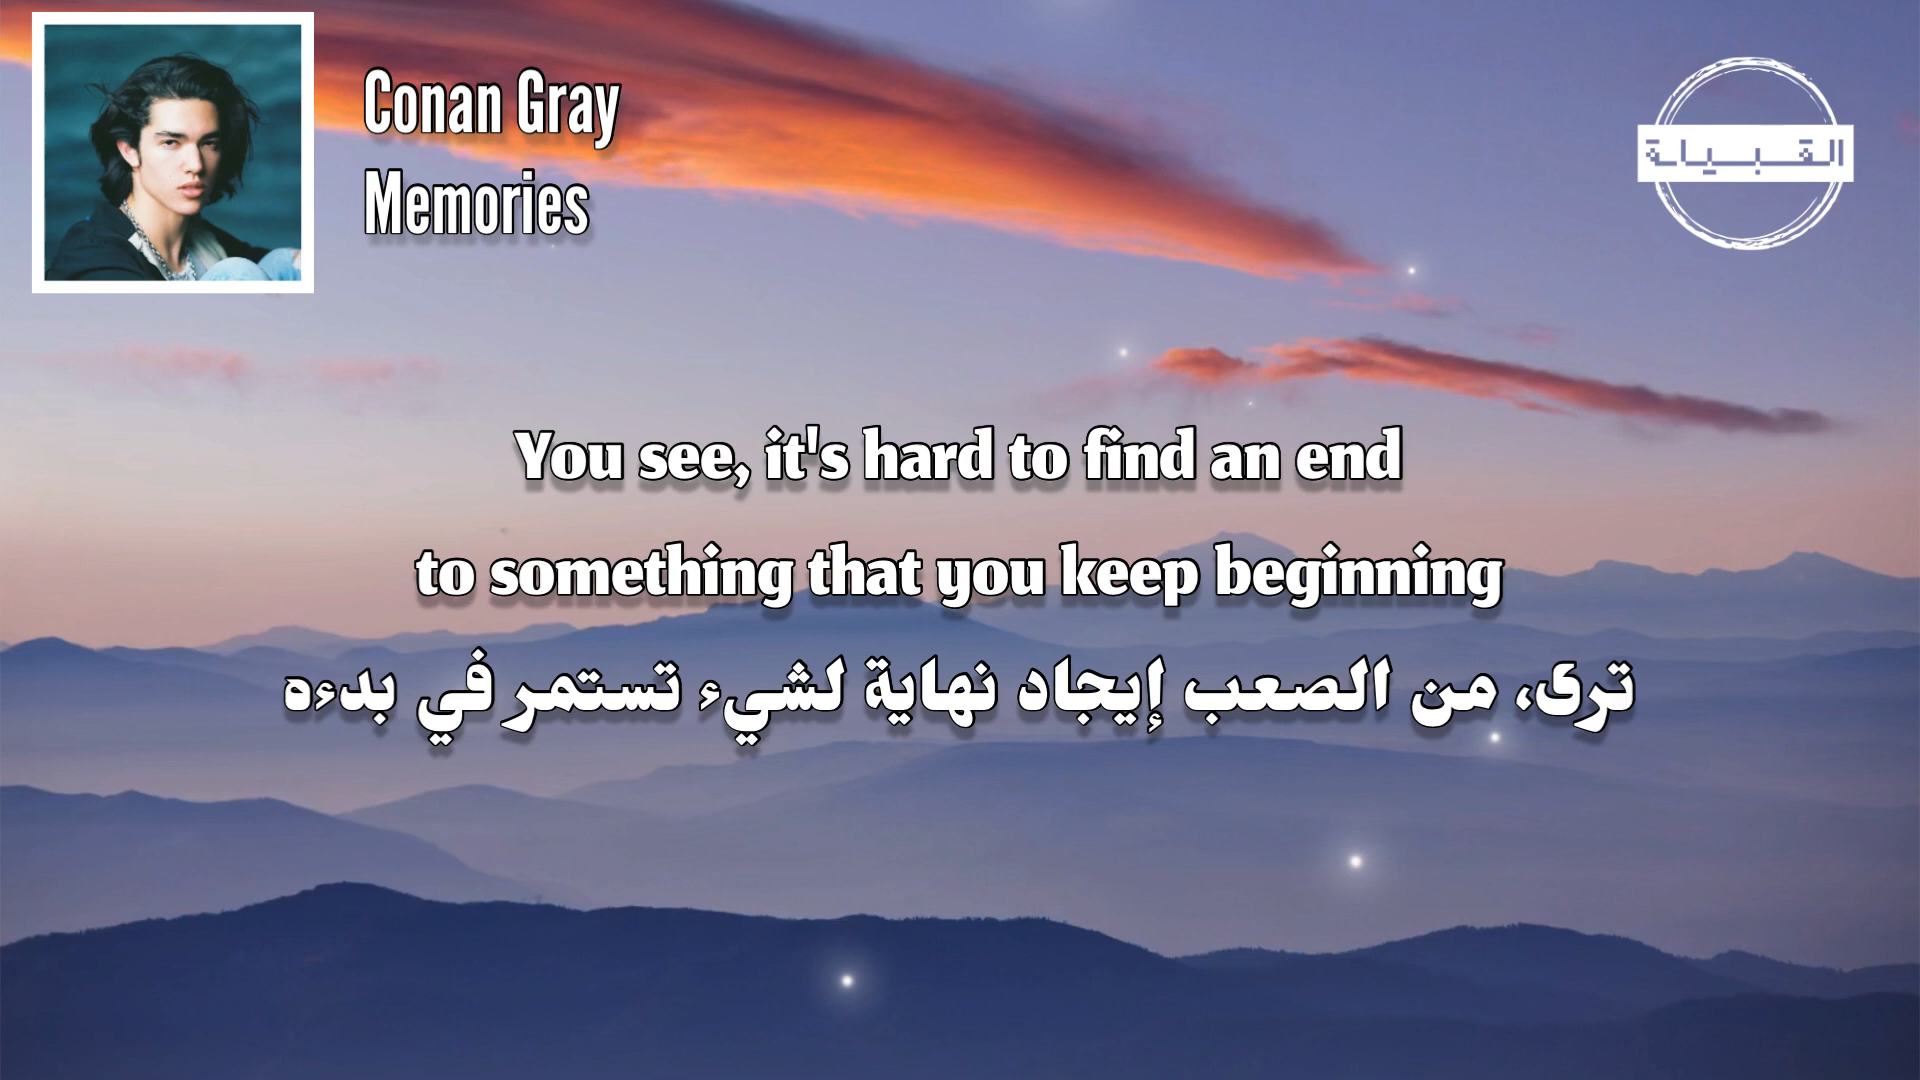 Conan Gray
Memories
القبيلة
You see, it's hard to find an end
to something that you keep beginning
ترى، من الصعب إيجاد نهاية لشيء تستمر في بدءه